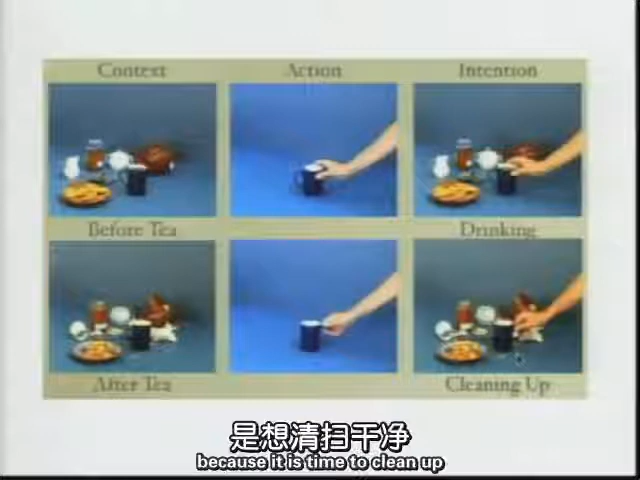 Context Action Intention
Before Tea Drinking
After Tea Cleaning Up
是想清扫干净
because it is time to clean up